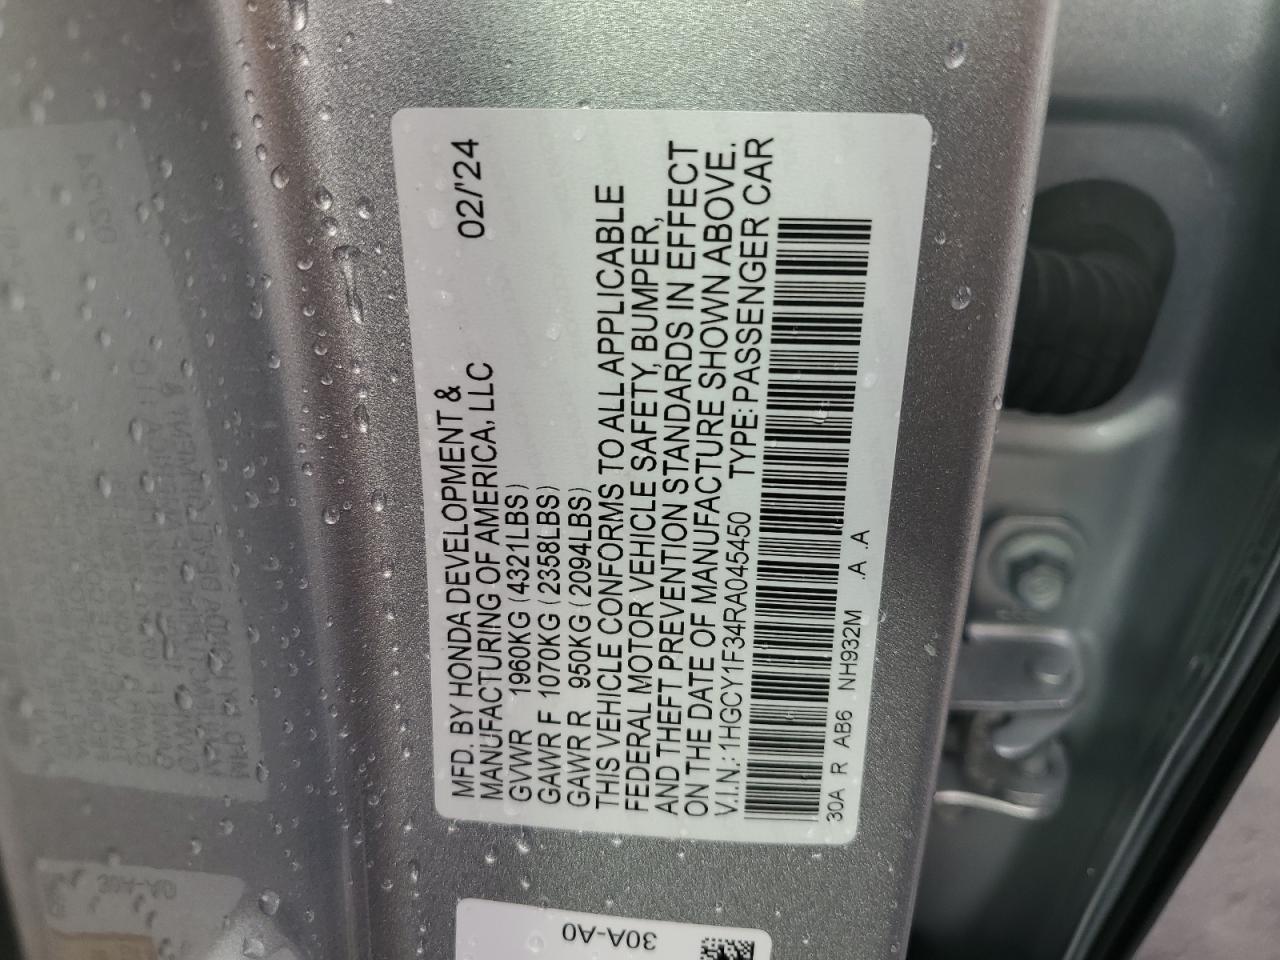 MFD. BY HONDA DEVELOPMENT &
MANUFACTURING OF AMERICA, LLC 02/'24
GVWR 1960KG (4321LBS)
GAWR F 1070KG (2358LBS)
GAWR R 950KG (2094LBS)
THIS VEHICLE CONFORMS TO ALL APPLICABLE
FEDERAL MOTOR VEHICLE SAFETY, BUMPER,
AND THEFT PREVENTION STANDARDS IN EFFECT
ON THE DATE OF MANUFACTURE SHOWN ABOVE.
V.I.N.: 1HGCY1F34RA045450 TYPE: PASSENGER CAR
30A R AB6 NH932M .A .A
30A-A0